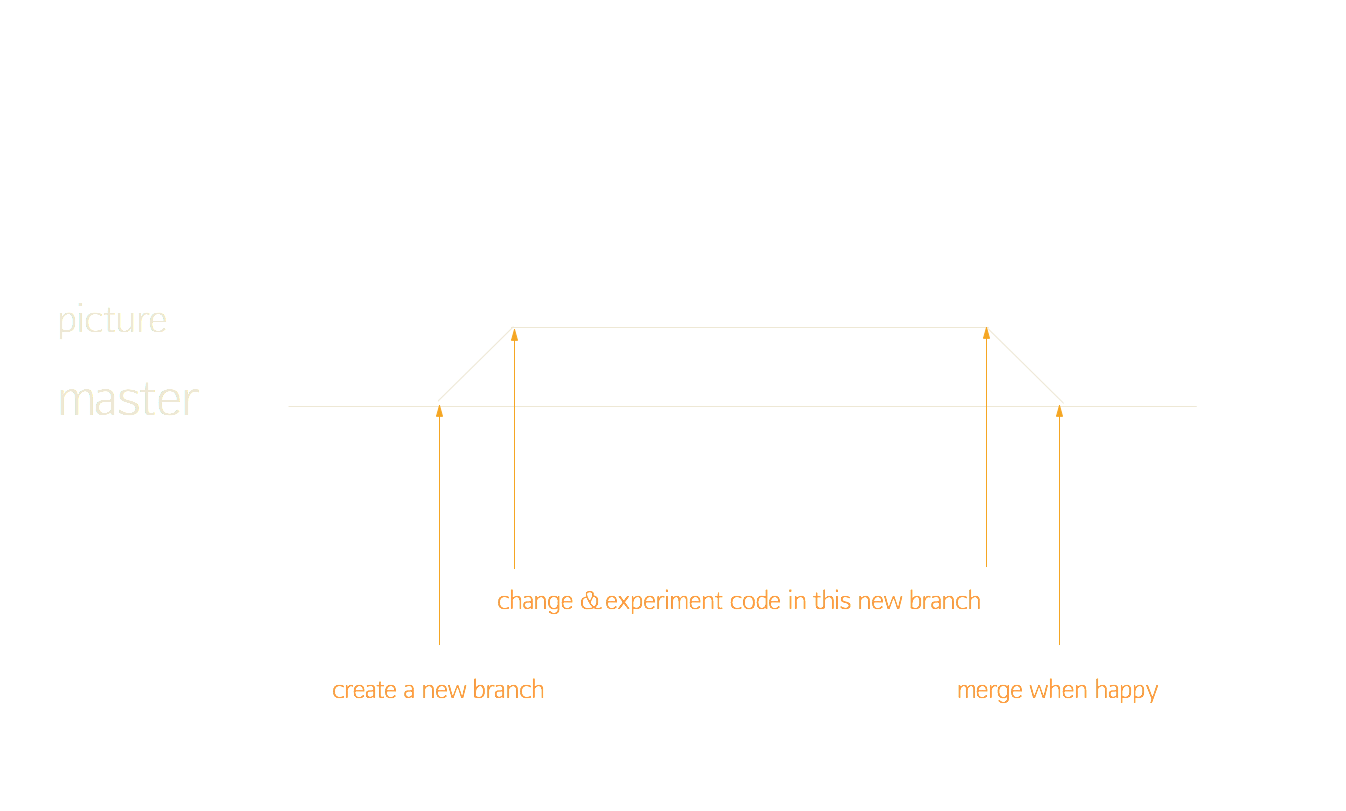 picture
master
change & experiment code in this new branch
create a new branch
merge when happy